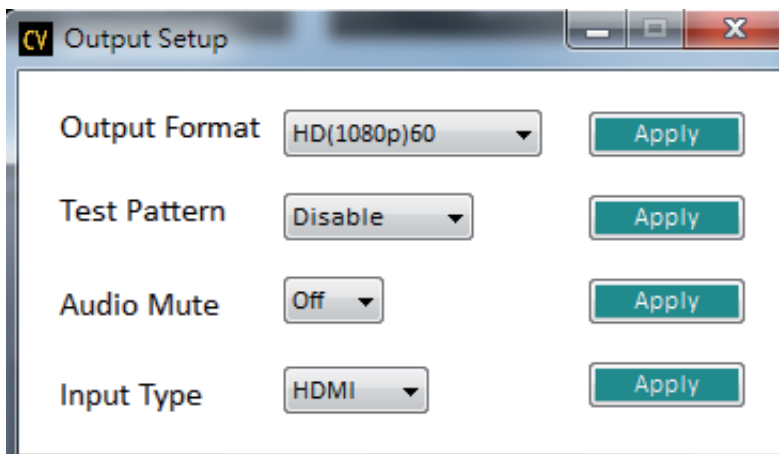 CV Output Setup
Output Format HD(1080p)60 Apply
Test Pattern Disable Apply
Audio Mute Off Apply
Input Type HDMI Apply